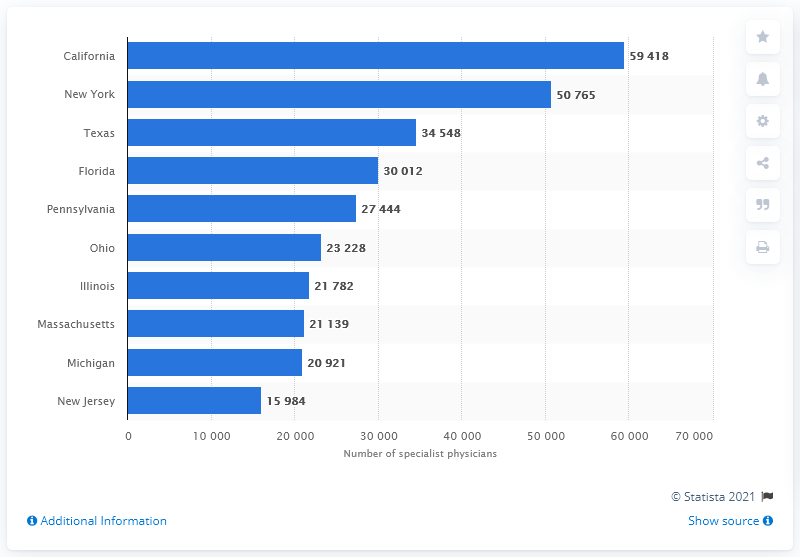 California 59 418
New York 50 765
Texas 34 548
Florida 30 012
Pennsylvania 27 444
Ohio 23 228
Illinois 21 782
Massachusetts 21 139
Michigan 20 921
New Jersey 15 984
0 10 000 20 000 30 000 40 000 50 000 60 000 70 000
Number of specialist physicians
© Statista 2021
Additional Information Show source